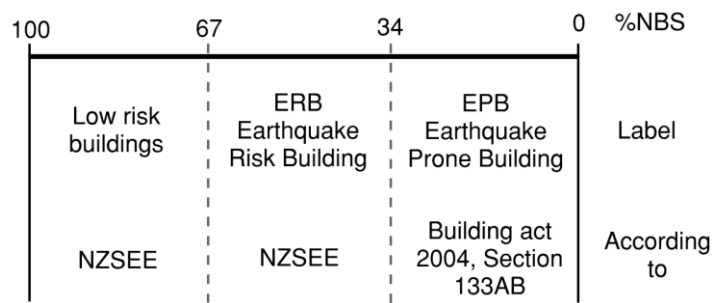 100 67 34 0 %NBS
Low risk
buildings
ERB
Earthquake
Risk Building
EPB
Earthquake
Prone Building
Label
NZSEE
NZSEE
Building act
2004, Section
133AB
According
to